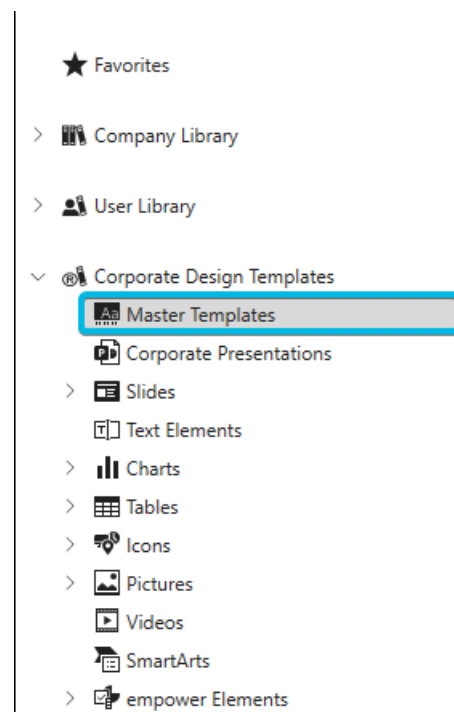 Favorites
Company Library
User Library
Corporate Design Templates
Master Templates
Corporate Presentations
Slides
Text Elements
Charts
Tables
Icons
Pictures
Videos
SmartArts
empower Elements